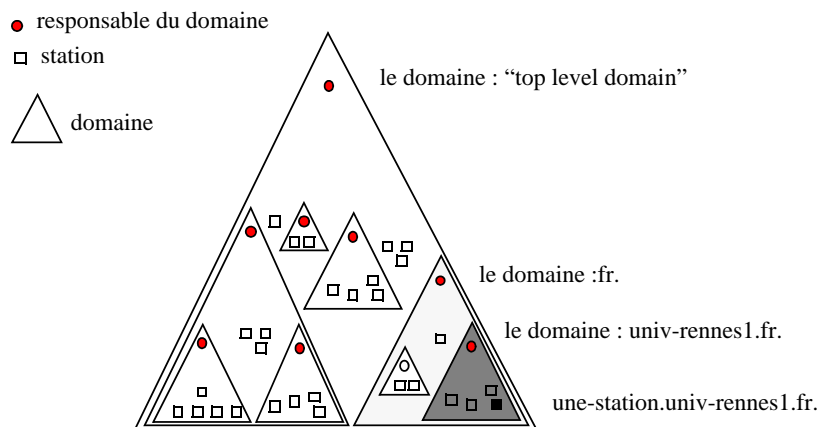 responsable du domaine
station
domaine
le domaine : “top level domain”
le domaine :fr.
le domaine : univ-rennes1.fr.
une-station.univ-rennes1.fr.